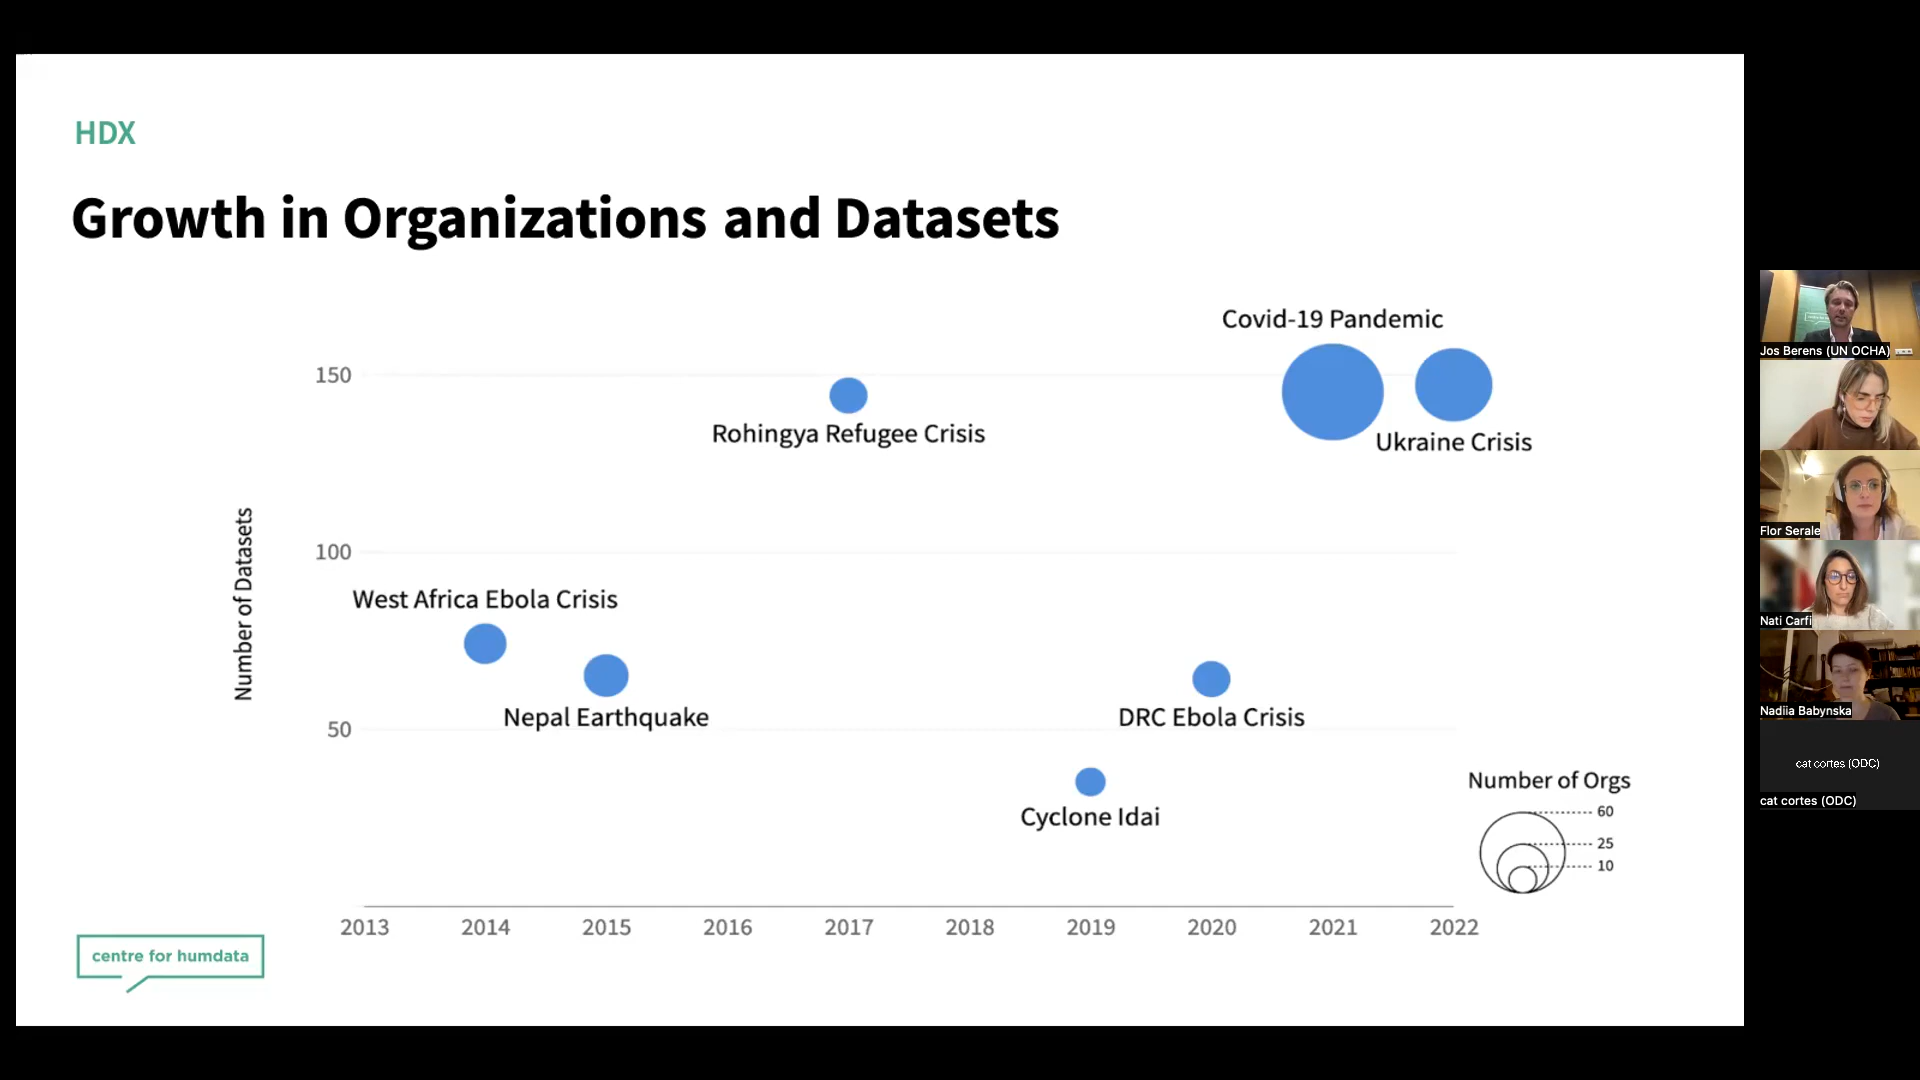 HDX
Growth in Organizations and Datasets
Covid-19 Pandemic
150
Rohingya Refugee Crisis
Ukraine Crisis
Number of Datasets
100
West Africa Ebola Crisis
Nepal Earthquake
DRC Ebola Crisis
50
Cyclone Idai
Number of Orgs
60
25
10
2013 2014 2015 2016 2017 2018 2019 2020 2021 2022
centre for humdata
Jos Berens (UN OCHA)
Flor Serale
Nati Carfi
Nadiia Babynska
cat cortes (ODC)
cat cortes (ODC)